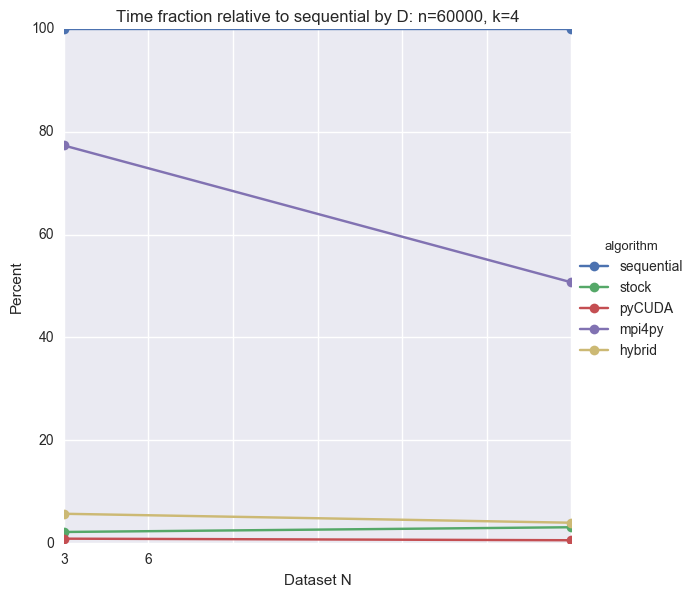 Time fraction relative to sequential by D: n=60000, k=4
100
80
60
40
20
0
Percent
3 6
Dataset N
algorithm
sequential
stock
pyCUDA
mpi4py
hybrid